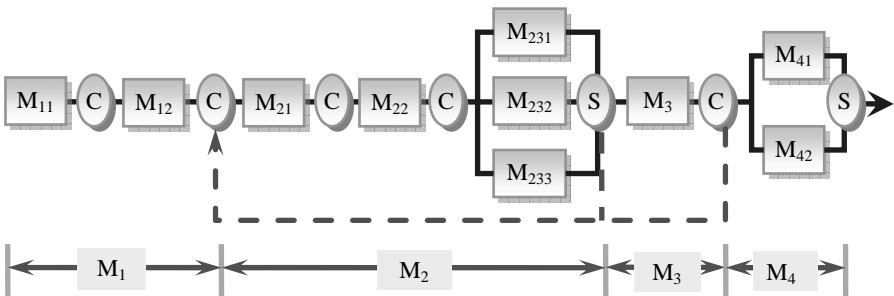 M₁₁ C M₁₂ C M₂₁ C M₂₂ C
M₂₃₁
M₂₃₂
M₂₃₃
S M₃ C
M₄₁
M₄₂
S
M₁ M₂ M₃ M₄